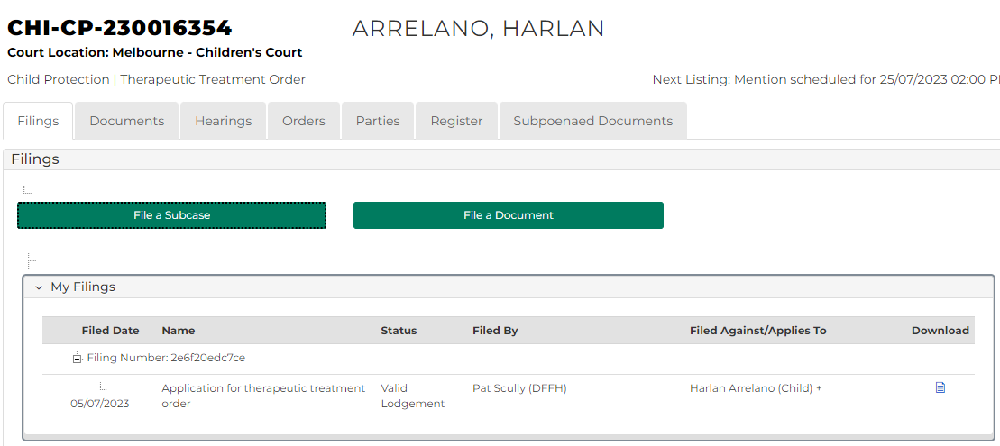 CHI-CP-230016354 ARRELANO, HARLAN
Court Location: Melbourne - Children's Court
Child Protection | Therapeutic Treatment Order Next Listing: Mention scheduled for 25/07/2023 02:00 P
Filings Documents Hearings Orders Parties Register Subpoenaed Documents
Filings
File a Subcase File a Document
My Filings
Filed Date Name Status Filed By Filed Against/Applies To Download
Filing Number: 2e6f20edc7ce
Application for therapeutic treatment Valid Pat Scully (DFFH) Harlan Arrelano (Child) +
05/07/2023 order Lodgement